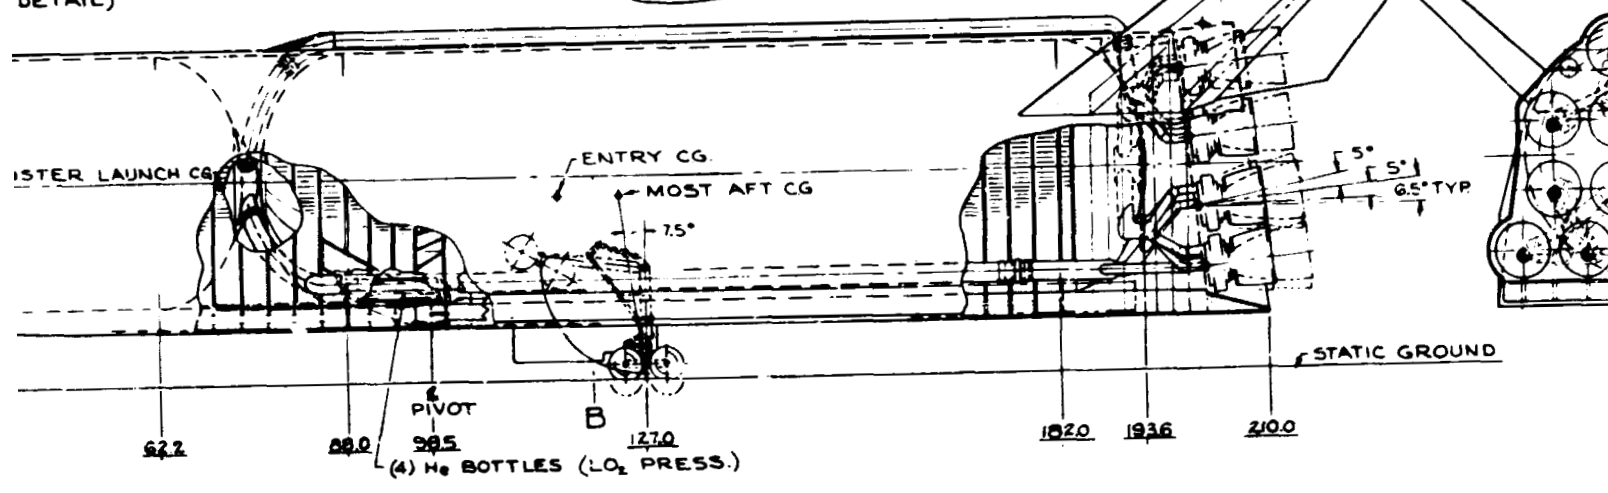 DETAIL)
ENTRY CG.
STER LAUNCH CG
MOST AFT CG
7.5°
5°
5°
6.5° TYP.
STATIC GROUND
PIVOT
B
62.2
88.0
98.5
127.0
182.0
193.6
210.0
(4) He BOTTLES (LO₂ PRESS.)